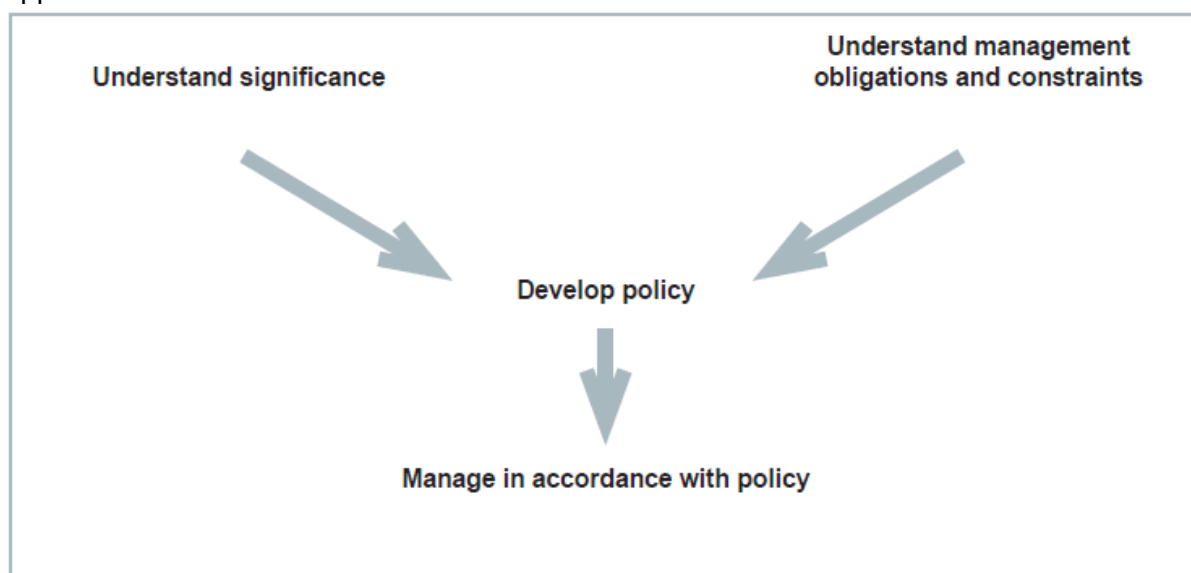 Understand significance
Understand management
obligations and constraints
Develop policy
Manage in accordance with policy